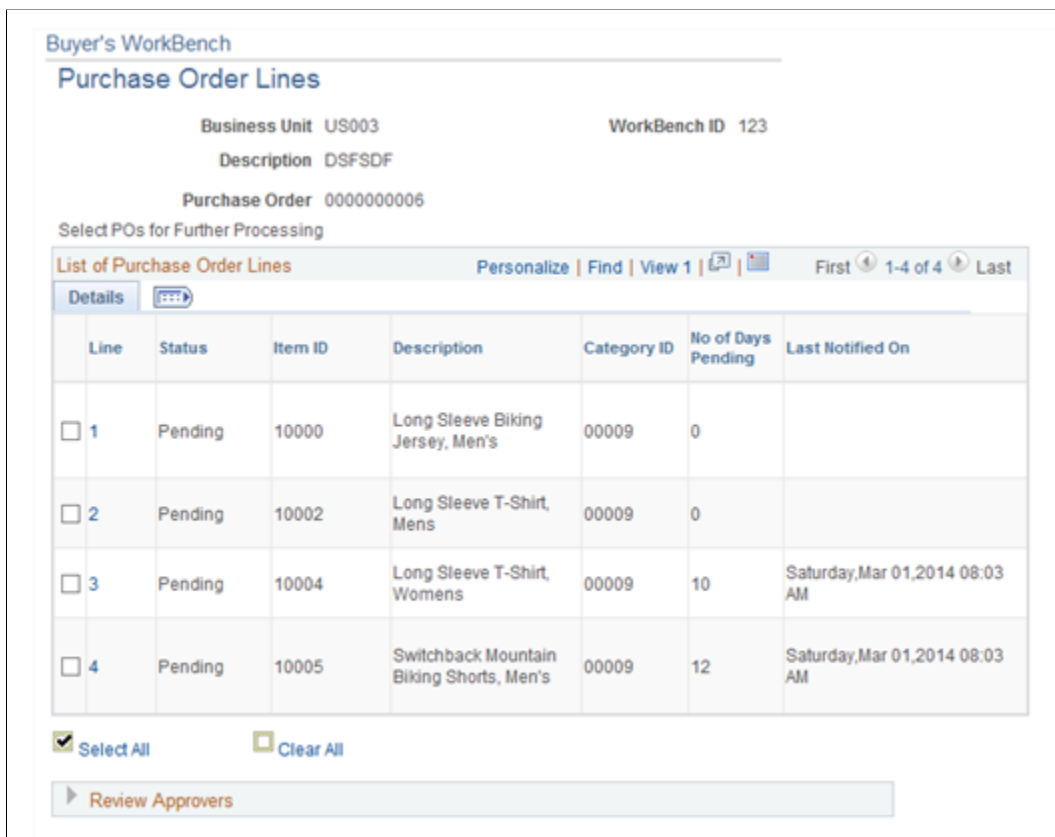 Buyer's WorkBench
Purchase Order Lines
Business Unit US003 WorkBench ID 123
Description DSFSDF
Purchase Order 0000000006
Select POs for Further Processing
List of Purchase Order Lines Personalize | Find | View 1 | | First 1-4 of 4 Last
Details
Line Status Item ID Description Category ID No of Days Pending Last Notified On
1 Pending 10000 Long Sleeve Biking Jersey, Men's 00009 0
2 Pending 10002 Long Sleeve T-Shirt, Mens 00009 0
3 Pending 10004 Long Sleeve T-Shirt, Womens 00009 10 Saturday,Mar 01,2014 08:03 AM
4 Pending 10005 Switchback Mountain Biking Shorts, Men's 00009 12 Saturday,Mar 01,2014 08:03 AM
Select All Clear All
Review Approvers